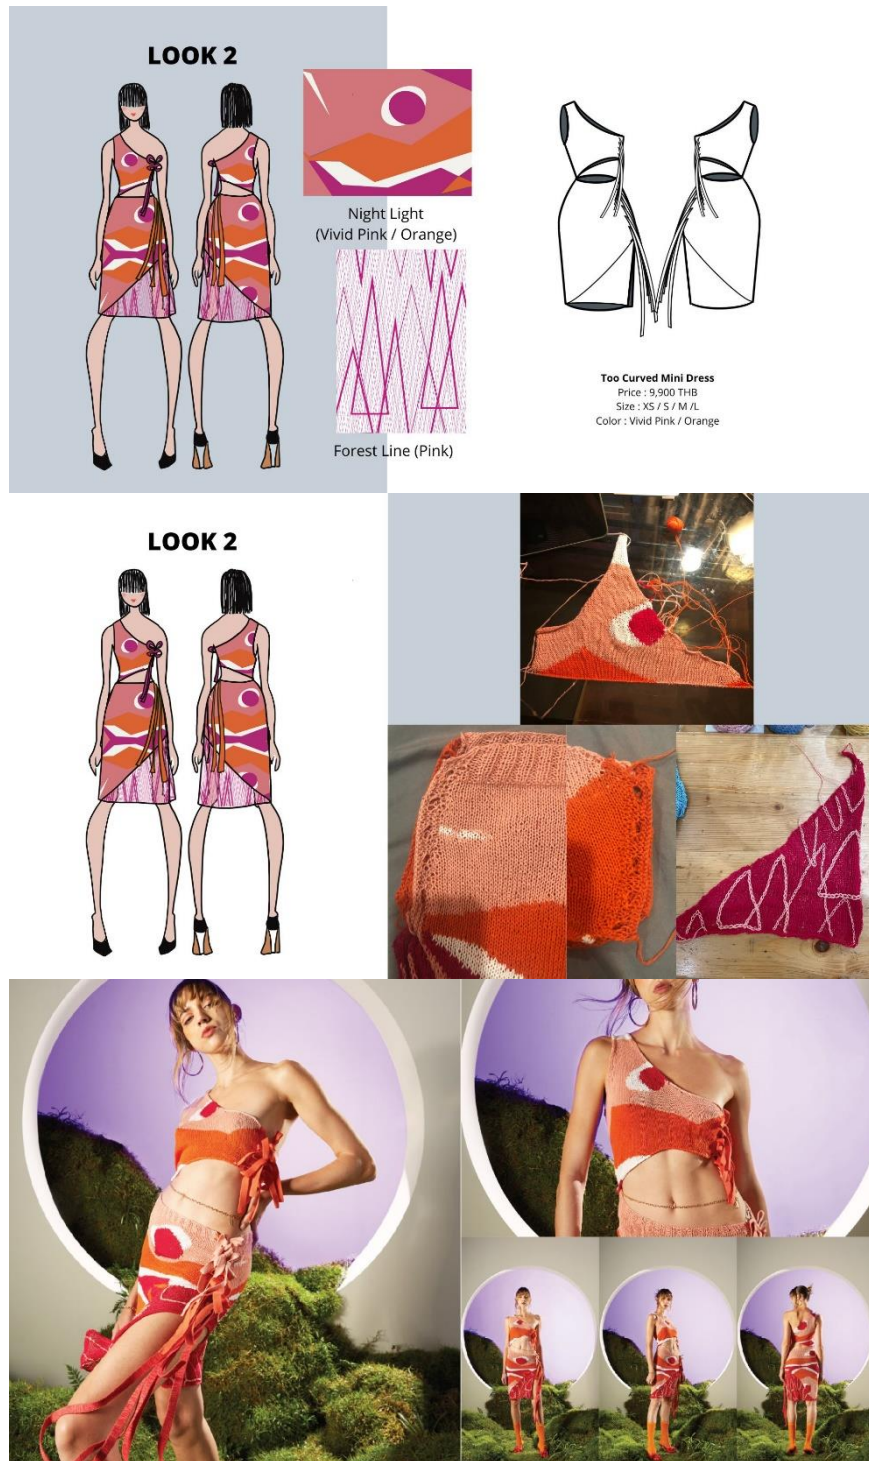 LOOK 2
Night Light
(Vivid Pink / Orange)
Forest Line (Pink)
Too Curved Mini Dress
Price : 9,900 THB
Size : XS / S / M /L
Color : Vivid Pink / Orange
LOOK 2